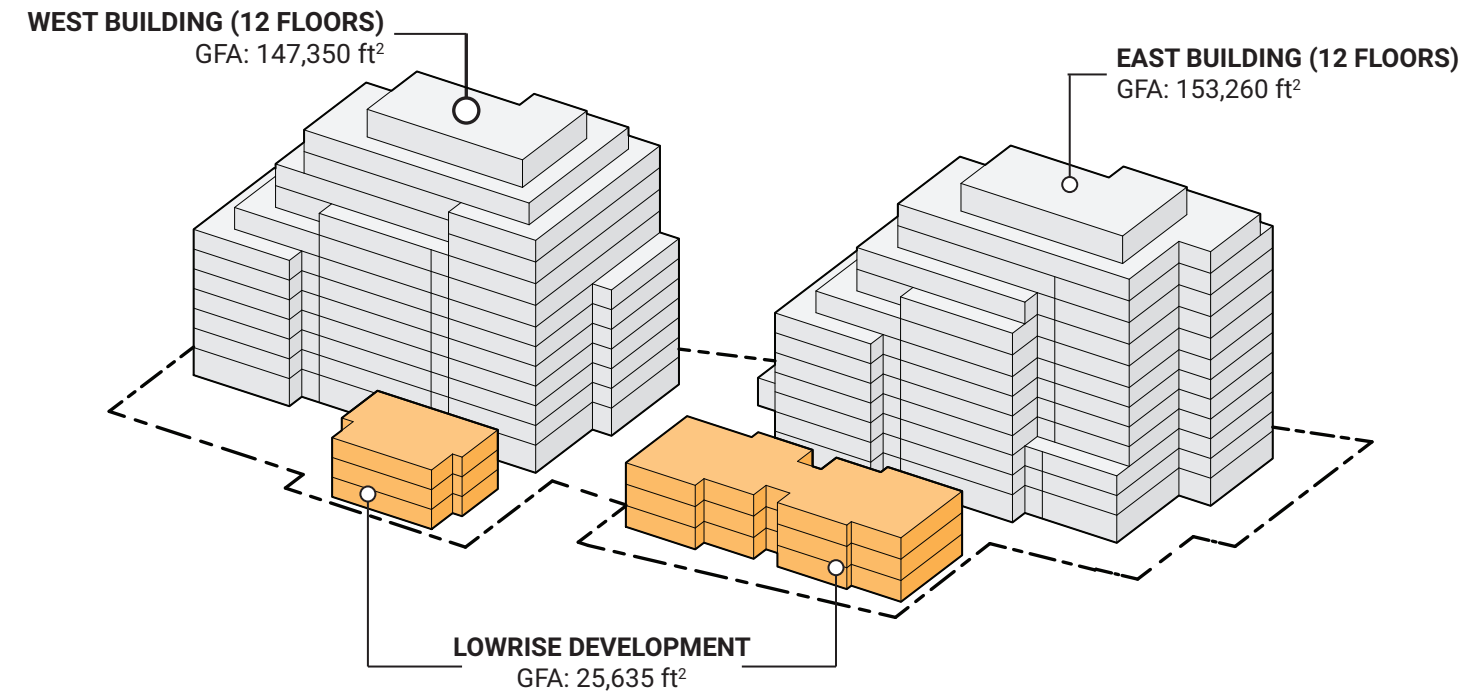 WEST BUILDING (12 FLOORS)
GFA: 147,350 ft²
EAST BUILDING (12 FLOORS)
GFA: 153,260 ft²
LOWRISE DEVELOPMENT
GFA: 25,635 ft²